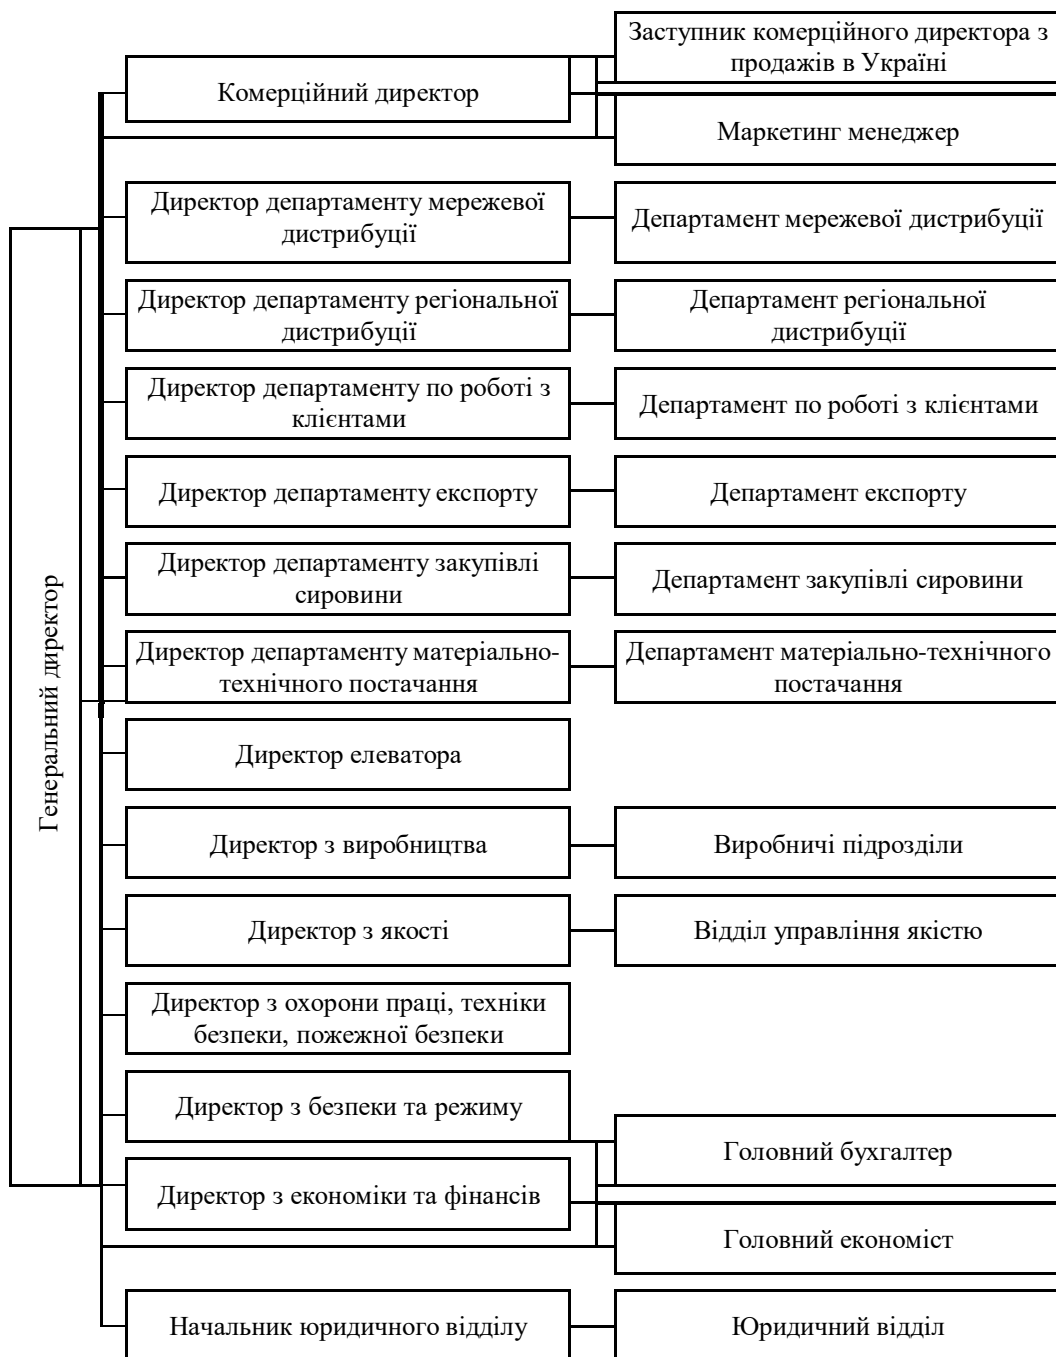 Заступник комерційного директора з
продажів в Україні
Комерційний директор
Маркетинг менеджер
Директор департаменту мережевої
дистрибуції
Департамент мережевої дистрибуції
Директор департаменту регіональної
дистрибуції
Департамент регіональної
дистрибуції
Директор департаменту по роботі з
клієнтами
Департамент по роботі з клієнтами
Директор департаменту експорту
Департамент експорту
Директор департаменту закупівлі
сировини
Департамент закупівлі сировини
Директор департаменту матеріально-
технічного постачання
Департамент матеріально-технічного
постачання
Генеральний директор
Директор елеватора
Директор з виробництва
Виробничі підрозділи
Директор з якості
Відділ управління якістю
Директор з охорони праці, техніки
безпеки, пожежної безпеки
Директор з безпеки та режиму
Головний бухгалтер
Директор з економіки та фінансів
Головний економіст
Начальник юридичного відділу
Юридичний відділ